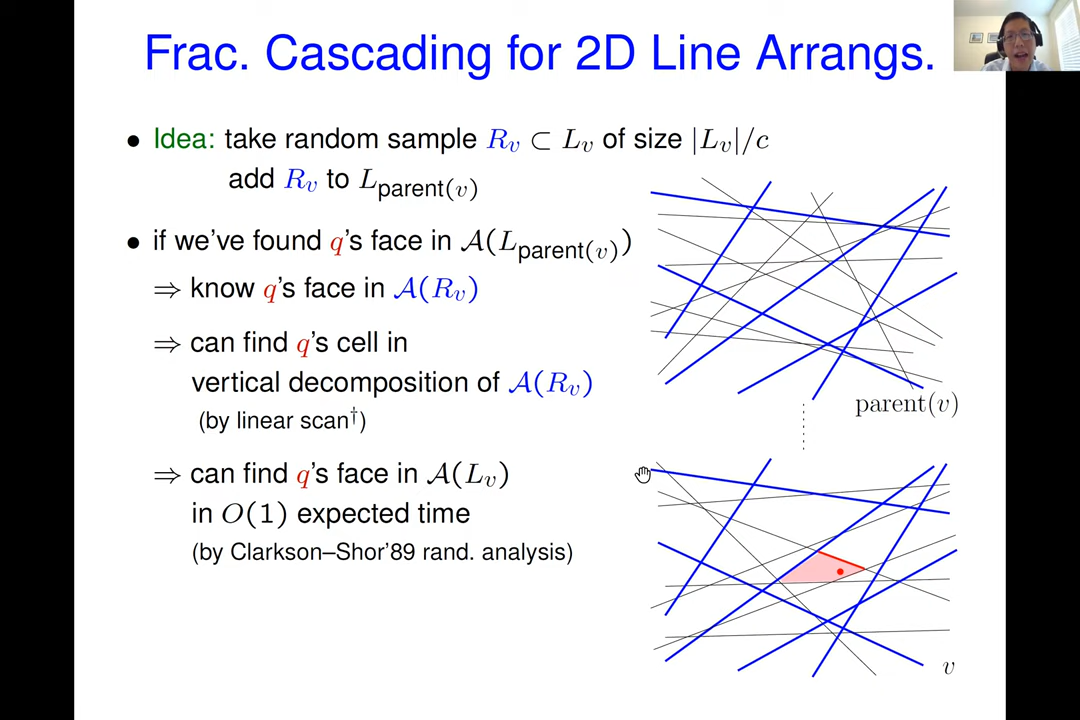 Frac. Cascading for 2D Line Arrangs.
• Idea: take random sample R_v ⊂ L_v of size |L_v|/c
add R_v to L_parent(v)
• if we've found q's face in A(L_parent(v))
⇒ know q's face in A(R_v)
⇒ can find q's cell in
vertical decomposition of A(R_v)
(by linear scan†)
⇒ can find q's face in A(L_v)
in O(1) expected time
(by Clarkson–Shor'89 rand. analysis)
parent(v)
v